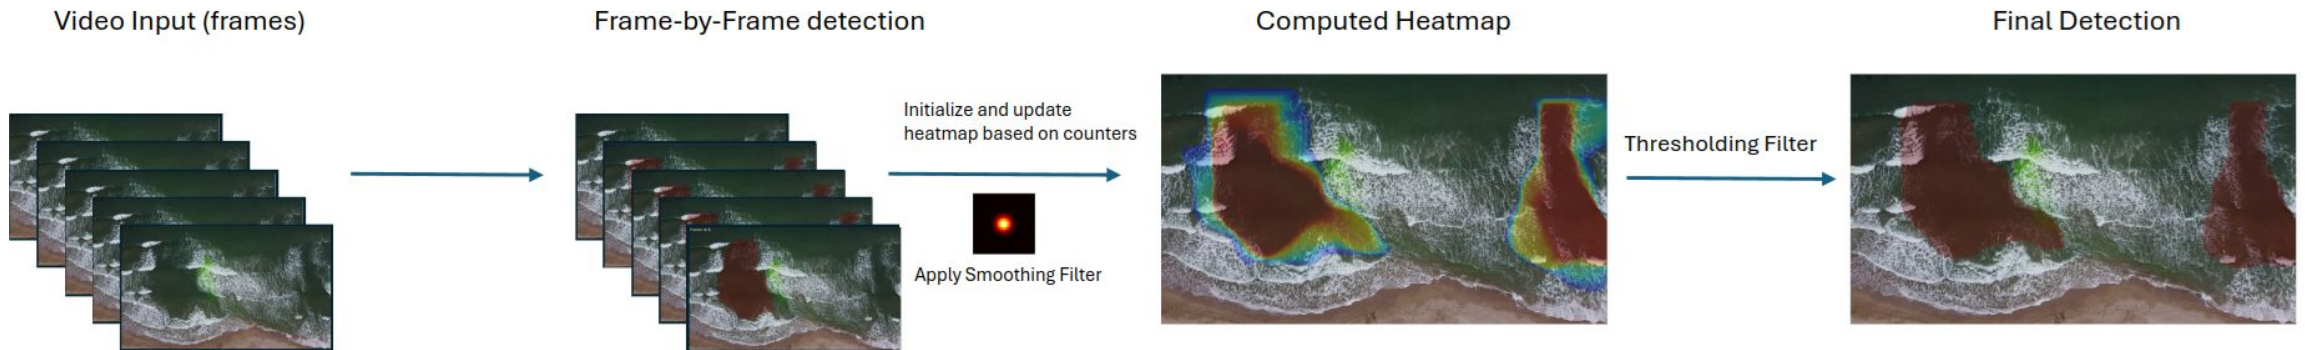 Video Input (frames)
Frame-by-Frame detection
Computed Heatmap
Final Detection
Initialize and update
heatmap based on counters
Apply Smoothing Filter
Thresholding Filter